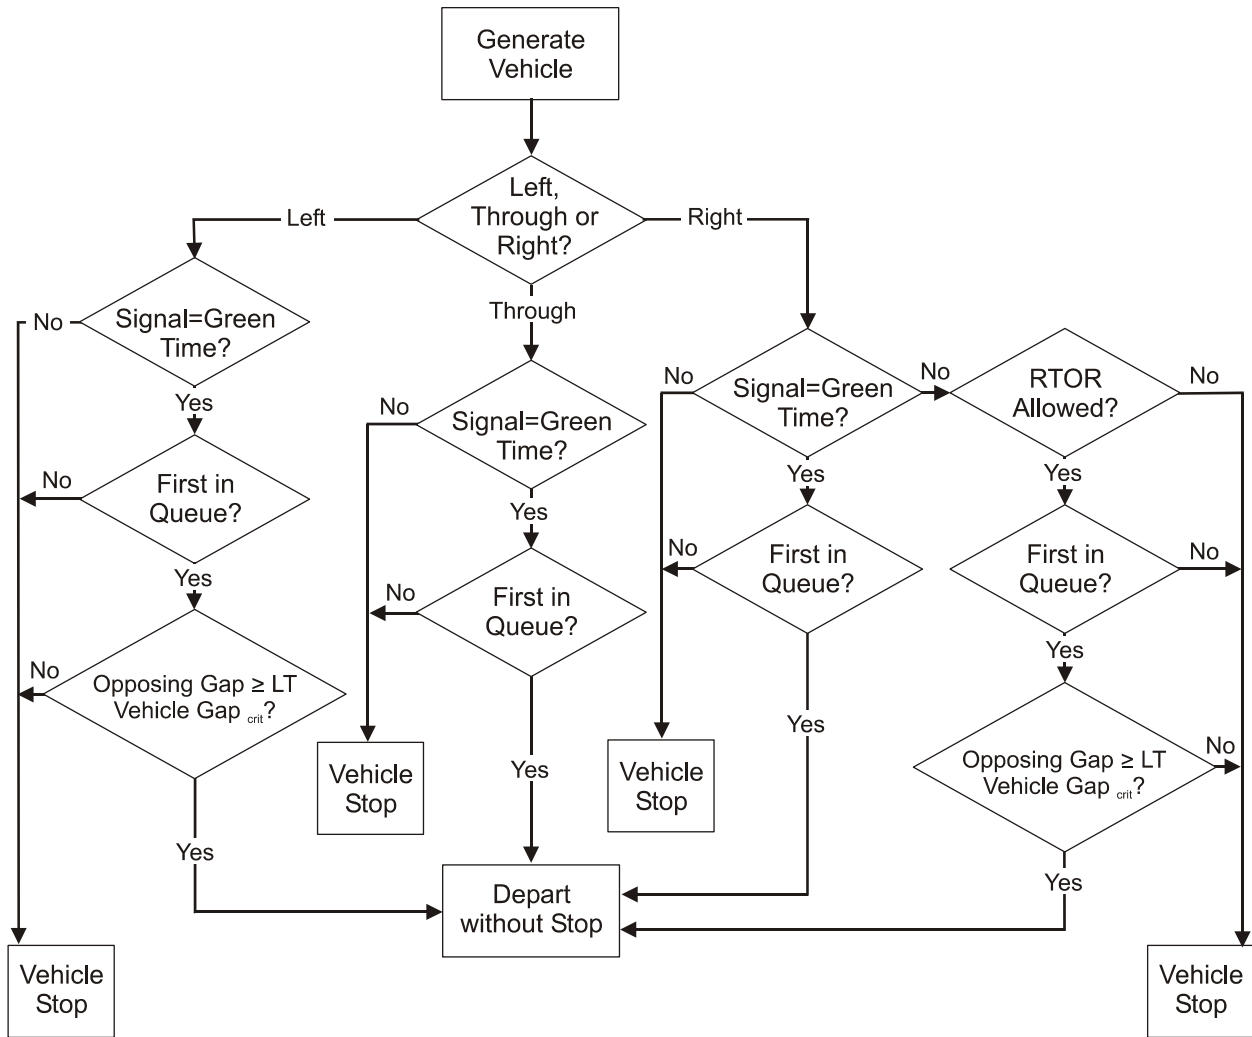 Generate
Vehicle
Left,
Through or
Right?
Left
Right
Through
Signal=Green
Time?
No
Yes
First in
Queue?
No
Yes
Opposing Gap ≥ LT
Vehicle Gap crit?
No
Yes
Vehicle
Stop
Signal=Green
Time?
No
Yes
First in
Queue?
No
Yes
Vehicle
Stop
Signal=Green
Time?
No
No
Yes
First in
Queue?
No
Yes
Vehicle
Stop
RTOR
Allowed?
No
Yes
First in
Queue?
No
Yes
Opposing Gap ≥ LT
Vehicle Gap crit?
No
Yes
Vehicle
Stop
Depart
without Stop